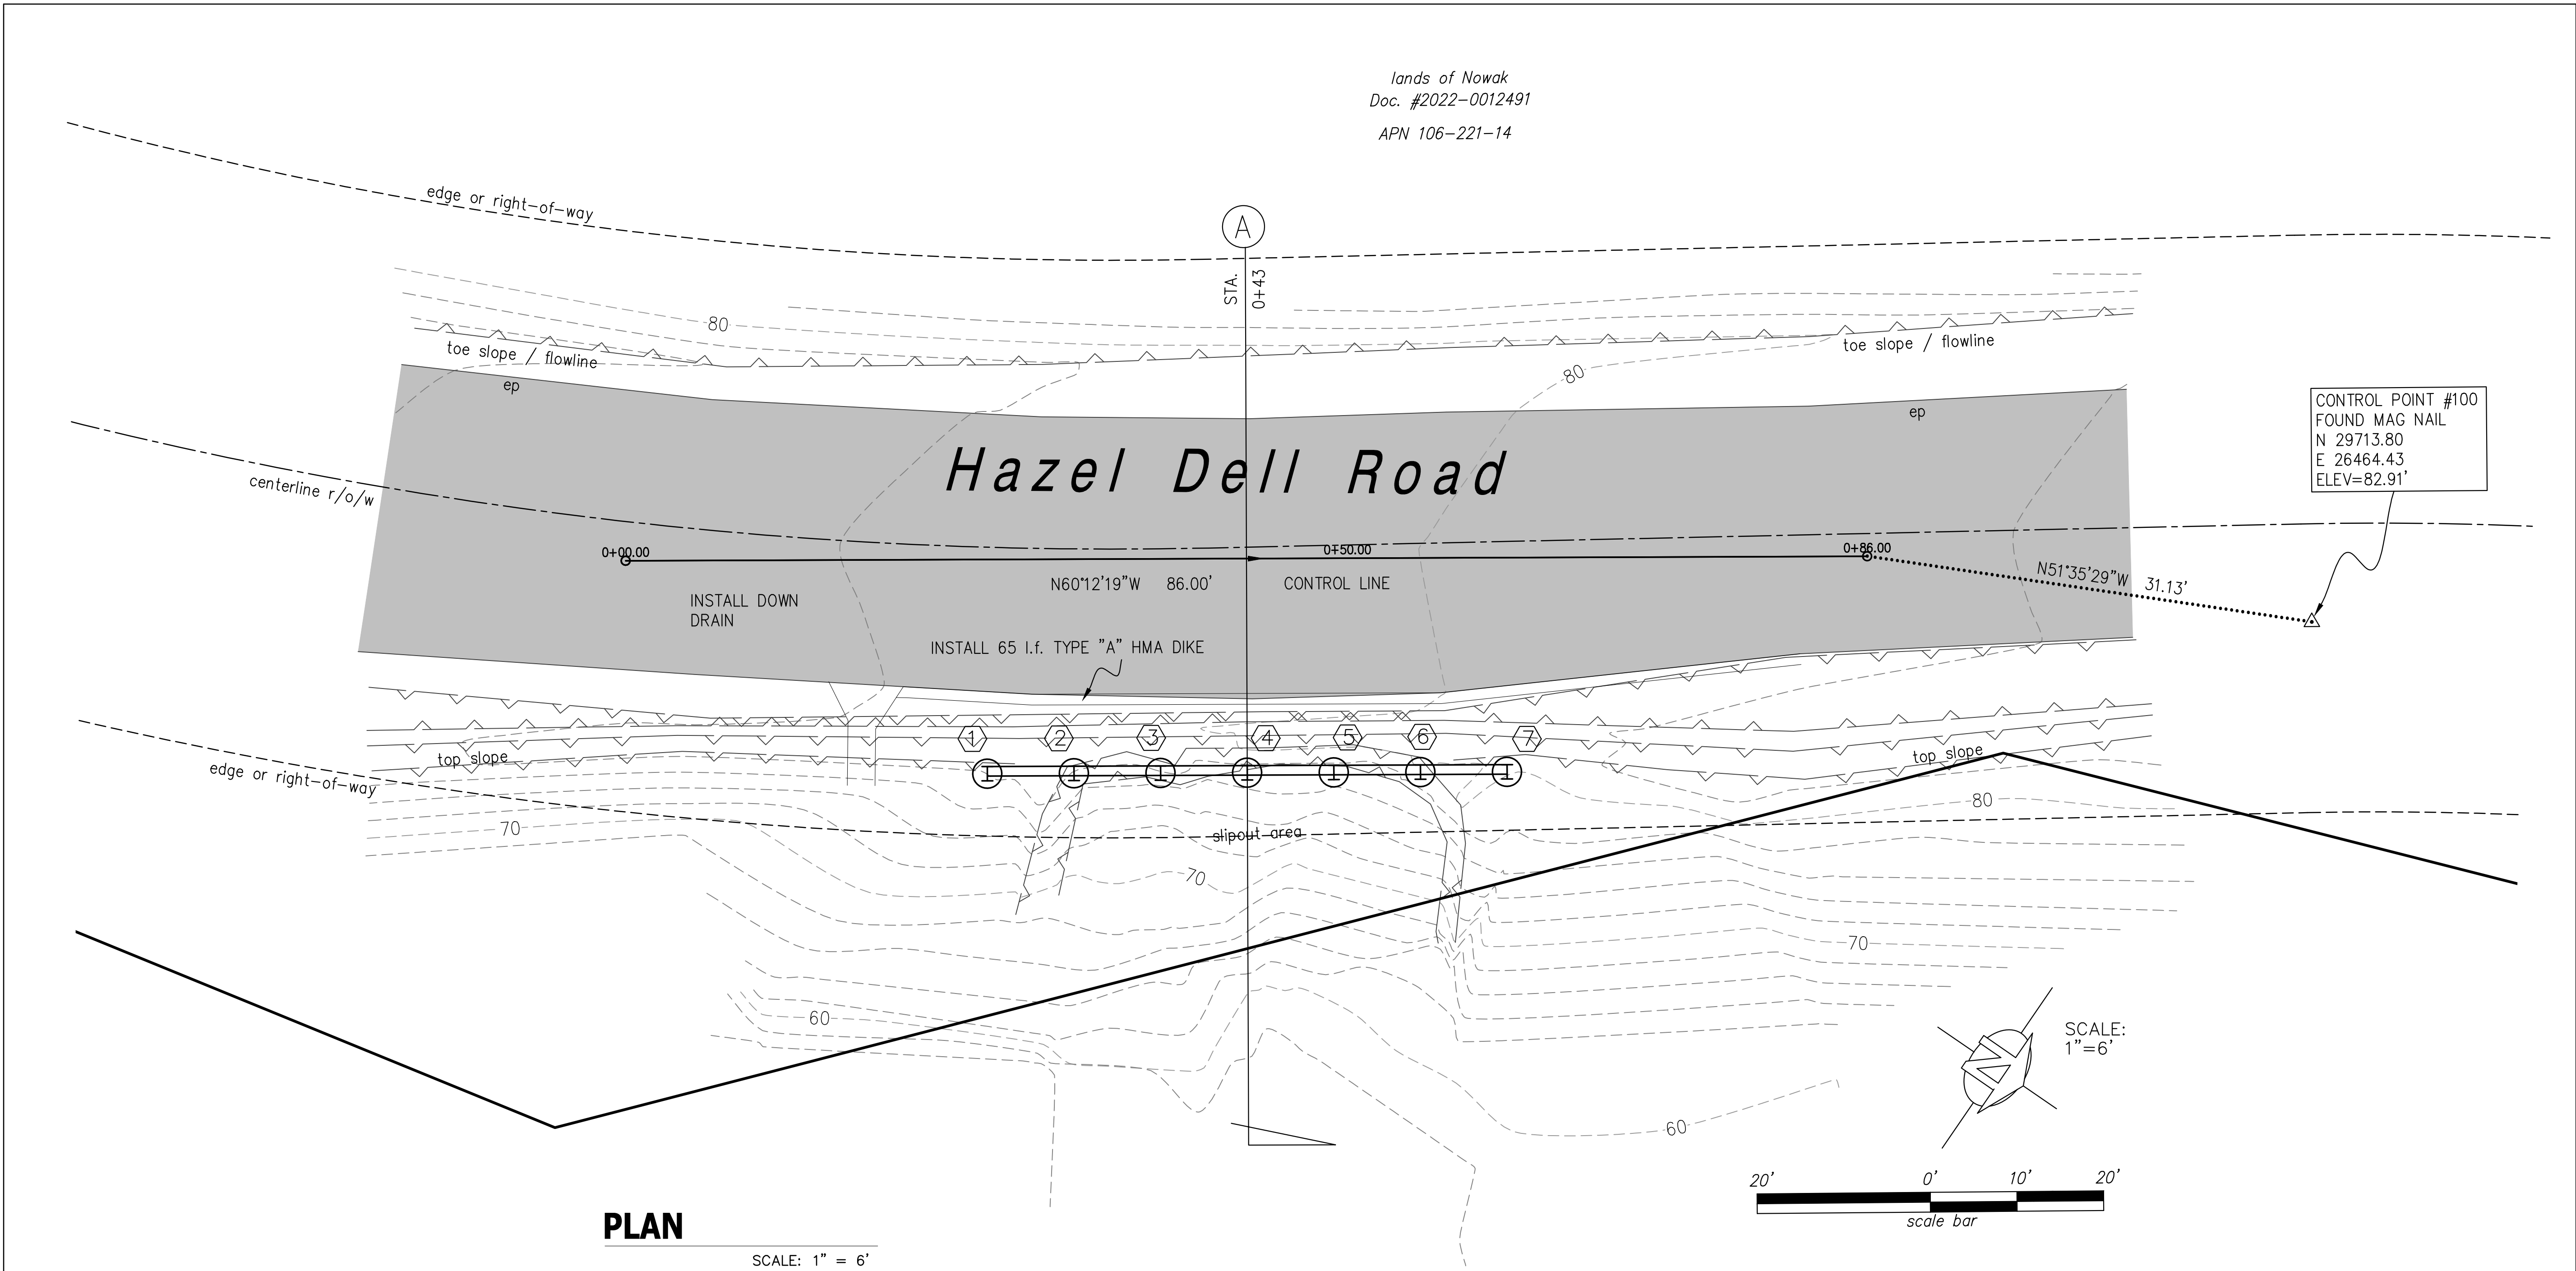 lands of Nowak
Doc. #2022-0012491
APN 106-221-14
edge or right-of-way
A
STA.
0+43
80
toe slope / flowline
toe slope / flowline
80
ep
ep
CONTROL POINT #100
FOUND MAG NAIL
N 29713.80
E 26464.43
ELEV=82.91'
Hazel Dell Road
centerline r/o/w
0+00.00
0+50.00
0+86.00
N60°12'19"W 86.00' CONTROL LINE
N51°35'29"W 31.13'
INSTALL DOWN
DRAIN
INSTALL 65 l.f. TYPE "A" HMA DIKE
1
2
3
4
5
6
7
top slope
top slope
edge or right-of-way
80
70
slipout area
70
70
60
60
N
SCALE:
1"=6'
20' 0' 10' 20'
scale bar
PLAN
SCALE: 1" = 6'